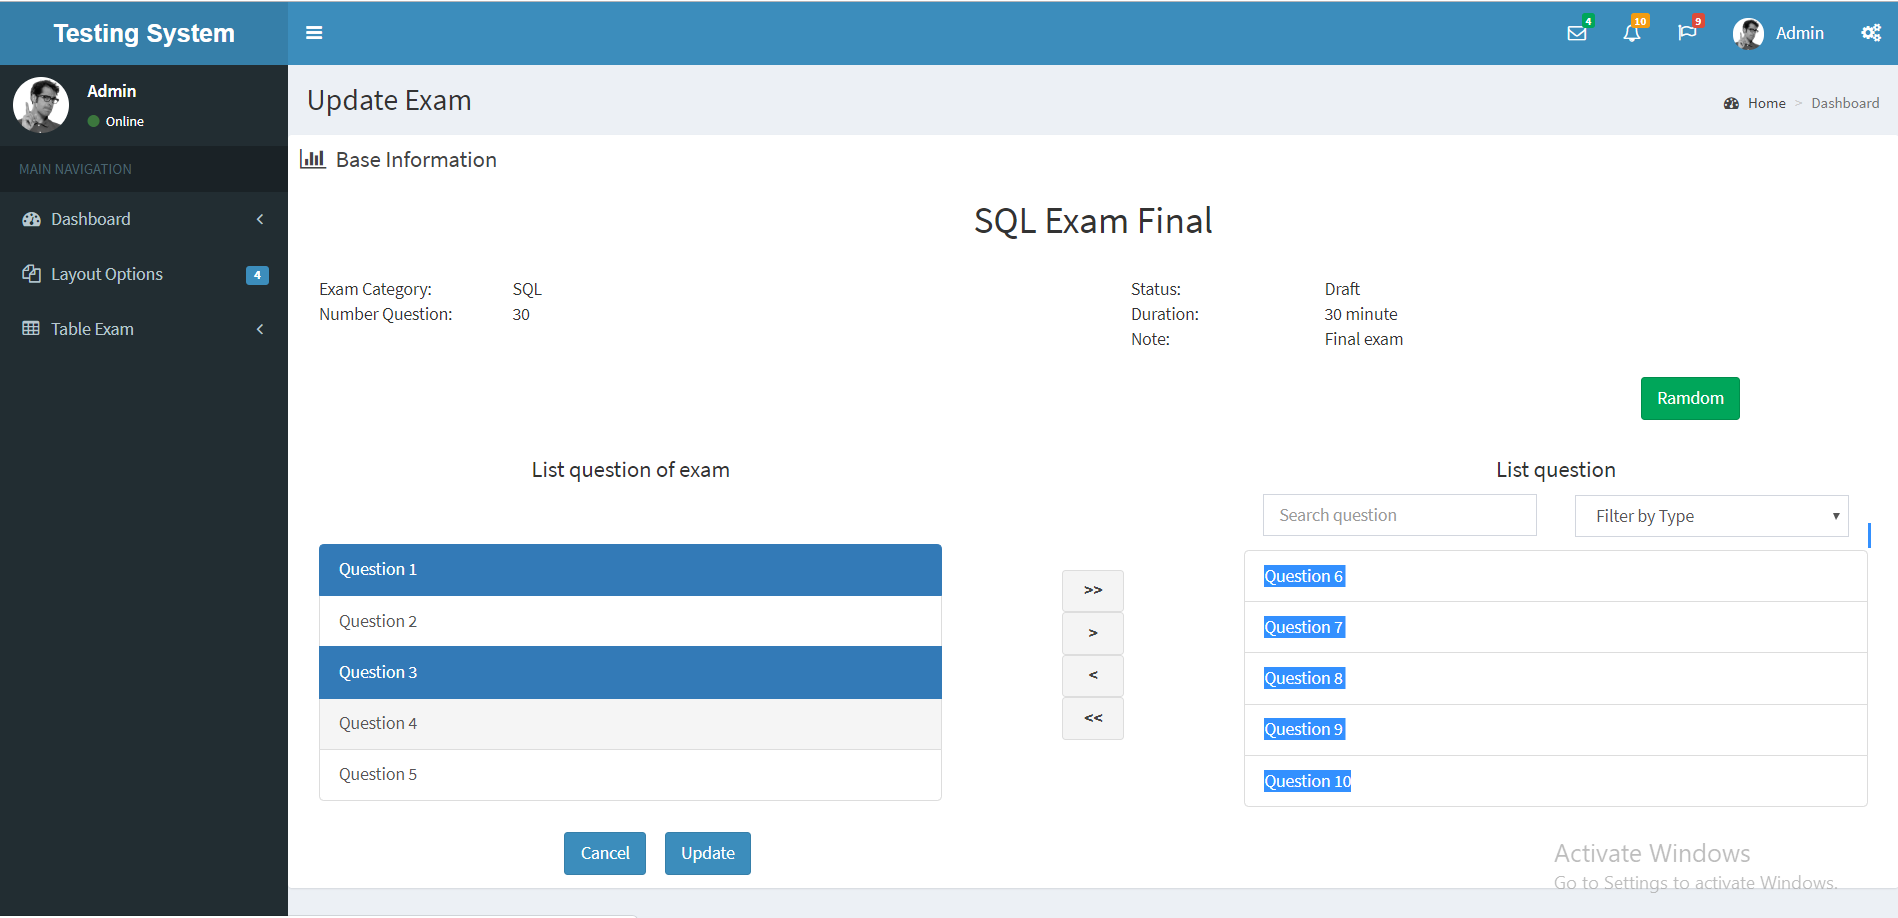 Testing System
4
10
9
Admin
Admin
Online
Update Exam
Home > Dashboard
MAIN NAVIGATION
Dashboard
Layout Options
4
Table Exam
Base Information
SQL Exam Final
Exam Category: SQL
Number Question: 30
Status: Draft
Duration: 30 minute
Note: Final exam
Ramdom
List question of exam
Question 1
Question 2
Question 3
Question 4
Question 5
>>
>
<
<<
List question
Search question
Filter by Type
Question 6
Question 7
Question 8
Question 9
Question 10
Cancel
Update
Activate Windows
Go to Settings to activate Windows.